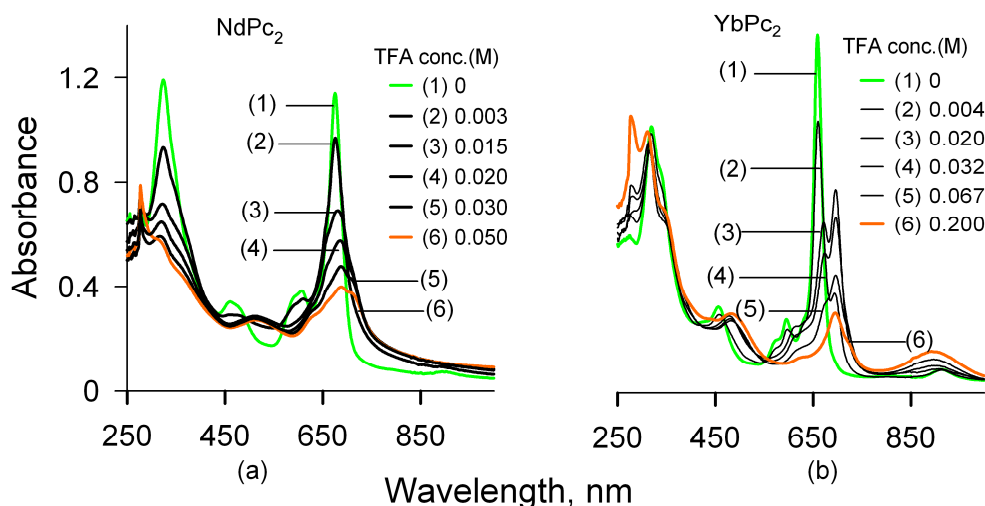 (a)
NdPc2
TFA conc.(M)
(1) 0
(2) 0.003
(3) 0.015
(4) 0.020
(5) 0.030
(6) 0.050
(1)
(2)
(3)
(4)
(5)
(6)
Absorbance
1.2
0.8
0.4
0
250 450 650 850
(a)
(b)
YbPc2
TFA conc.(M)
(1) 0
(2) 0.004
(3) 0.020
(4) 0.032
(5) 0.067
(6) 0.200
(1)
(2)
(3)
(4)
(5)
(6)
250 450 650 850
(b)
Wavelength, nm